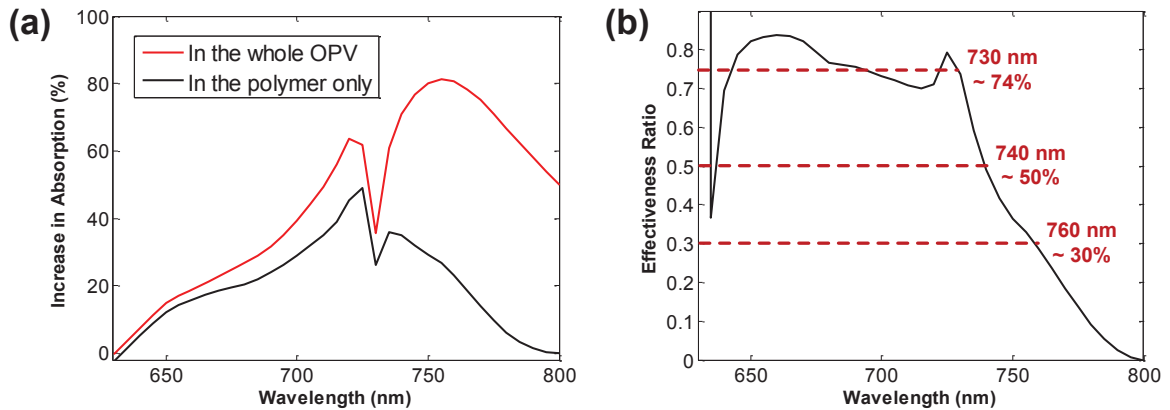 (a)
Increase in Absorption (%)
100
80
60
40
20
0
In the whole OPV
In the polymer only
650
700
750
800
Wavelength (nm)
(b)
Effectiveness Ratio
0.8
0.7
0.6
0.5
0.4
0.3
0.2
0.1
0
730 nm
~ 74%
740 nm
~ 50%
760 nm
~ 30%
650
700
750
800
Wavelength (nm)